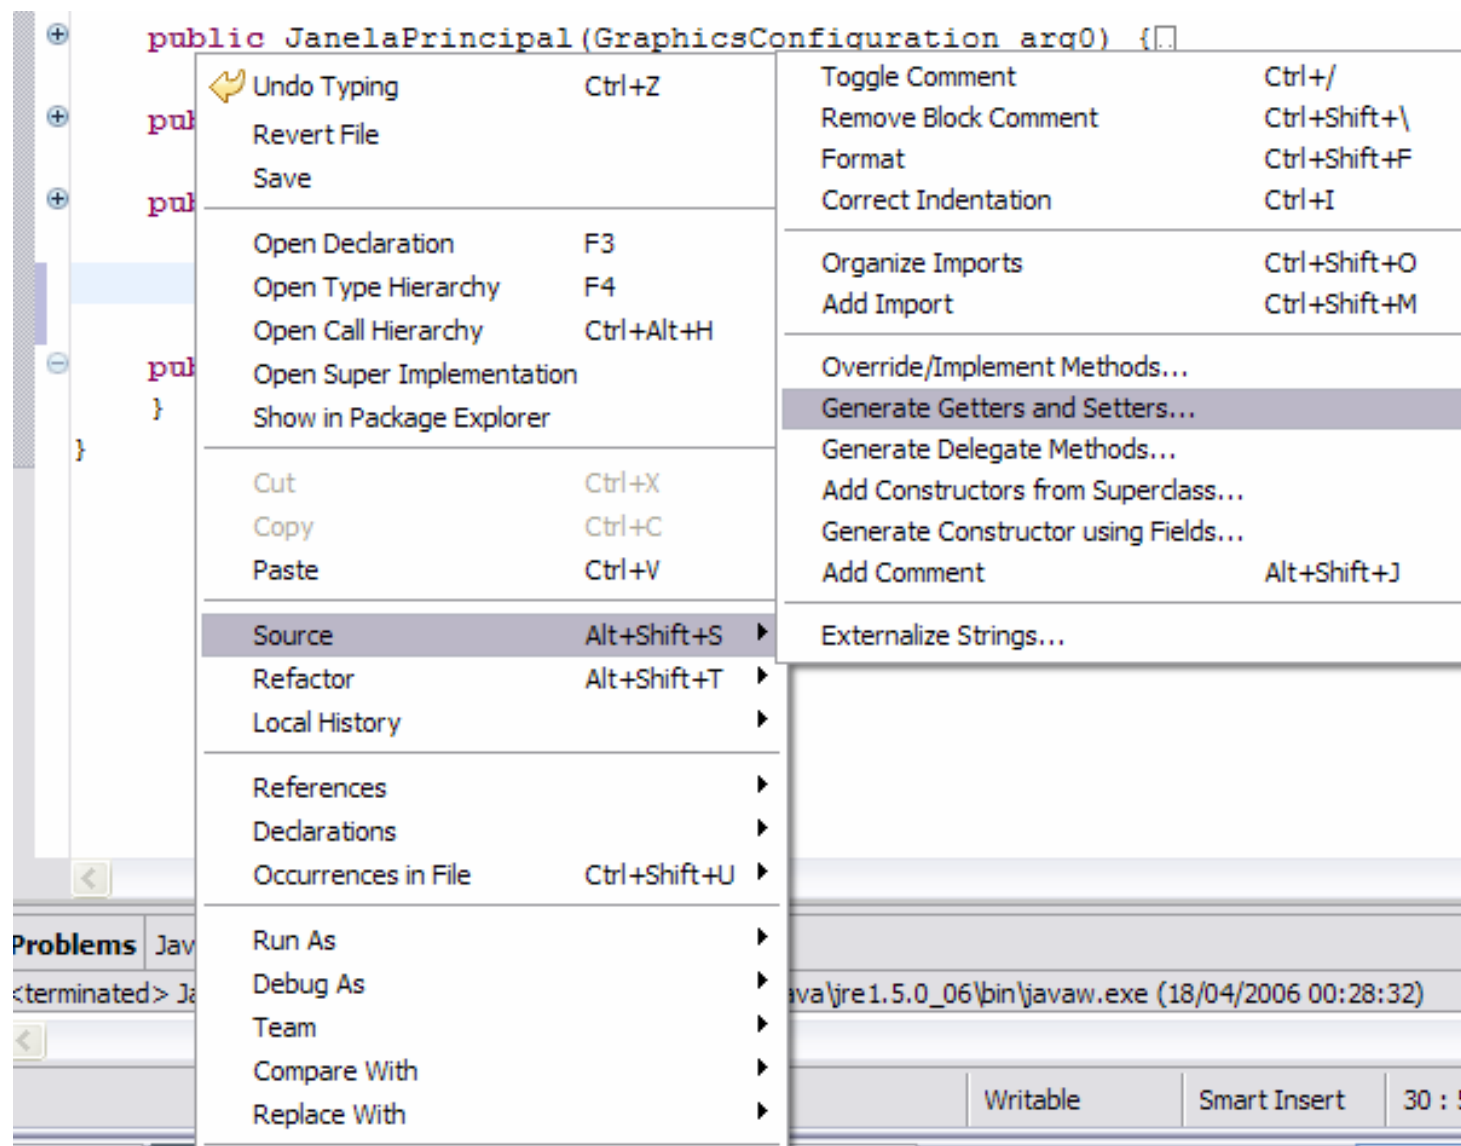 public JanelaPrincipal(GraphicsConfiguration arg0) {
Undo Typing Ctrl+Z
Revert File
Save
Open Declaration F3
Open Type Hierarchy F4
Open Call Hierarchy Ctrl+Alt+H
Open Super Implementation
Show in Package Explorer
Cut Ctrl+X
Copy Ctrl+C
Paste Ctrl+V
Source Alt+Shift+S
Refactor Alt+Shift+T
Local History
References
Declarations
Occurrences in File Ctrl+Shift+U
Run As
Debug As
Team
Compare With
Replace With
Toggle Comment Ctrl+/
Remove Block Comment Ctrl+Shift+\
Format Ctrl+Shift+F
Correct Indentation Ctrl+I
Organize Imports Ctrl+Shift+O
Add Import Ctrl+Shift+M
Override/Implement Methods...
Generate Getters and Setters...
Generate Delegate Methods...
Add Constructors from Superclass...
Generate Constructor using Fields...
Add Comment Alt+Shift+J
Externalize Strings...
}
}
Problems Jav
<terminated> Ja ava\jre1.5.0_06\bin\javaw.exe (18/04/2006 00:28:32)
Writable Smart Insert 30 : 5